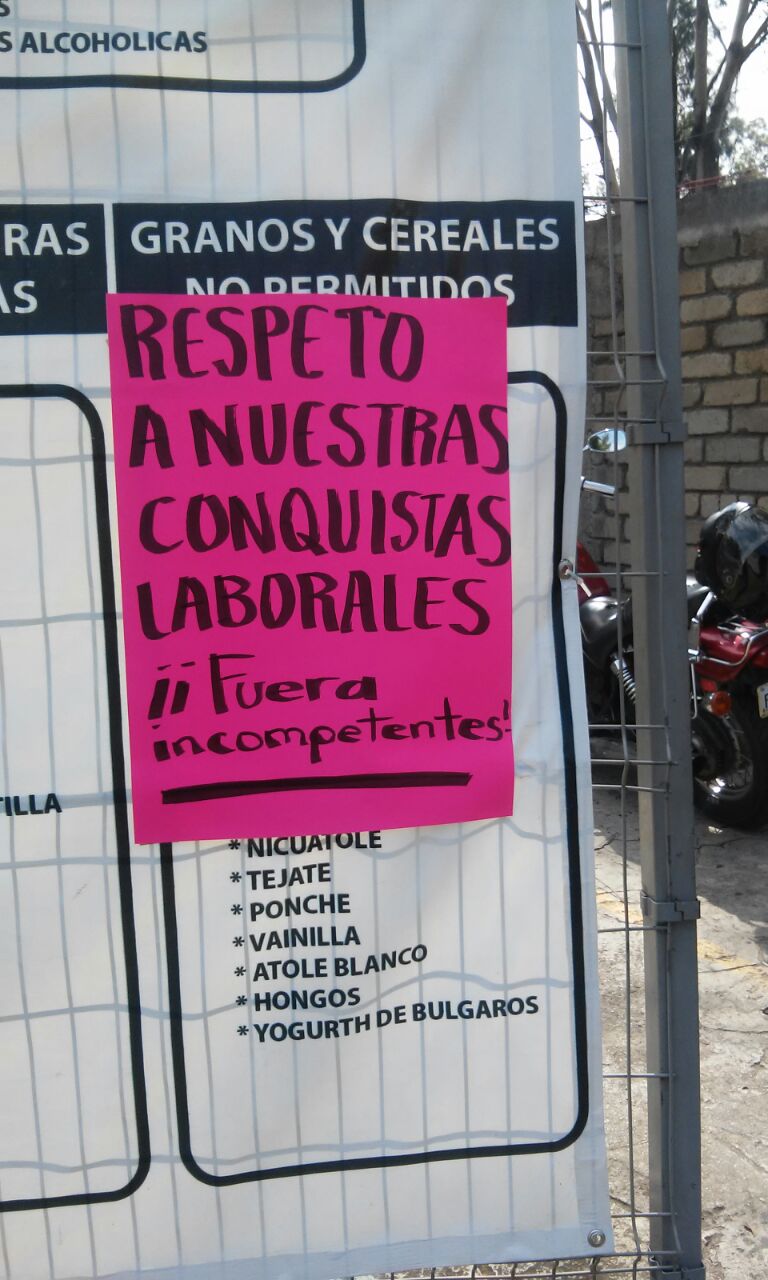 S
S ALCOHOLICAS
RAS
AS
GRANOS Y CEREALES
NO PERMITIDOS
RESPETO
A NUESTRAS
CONQUISTAS
LABORALES
¡¡Fuera
incompetentes!
TILLA
* NICUATOLE
* TEJATE
* PONCHE
* VAINILLA
* ATOLE BLANCO
* HONGOS
* YOGURTH DE BULGAROS